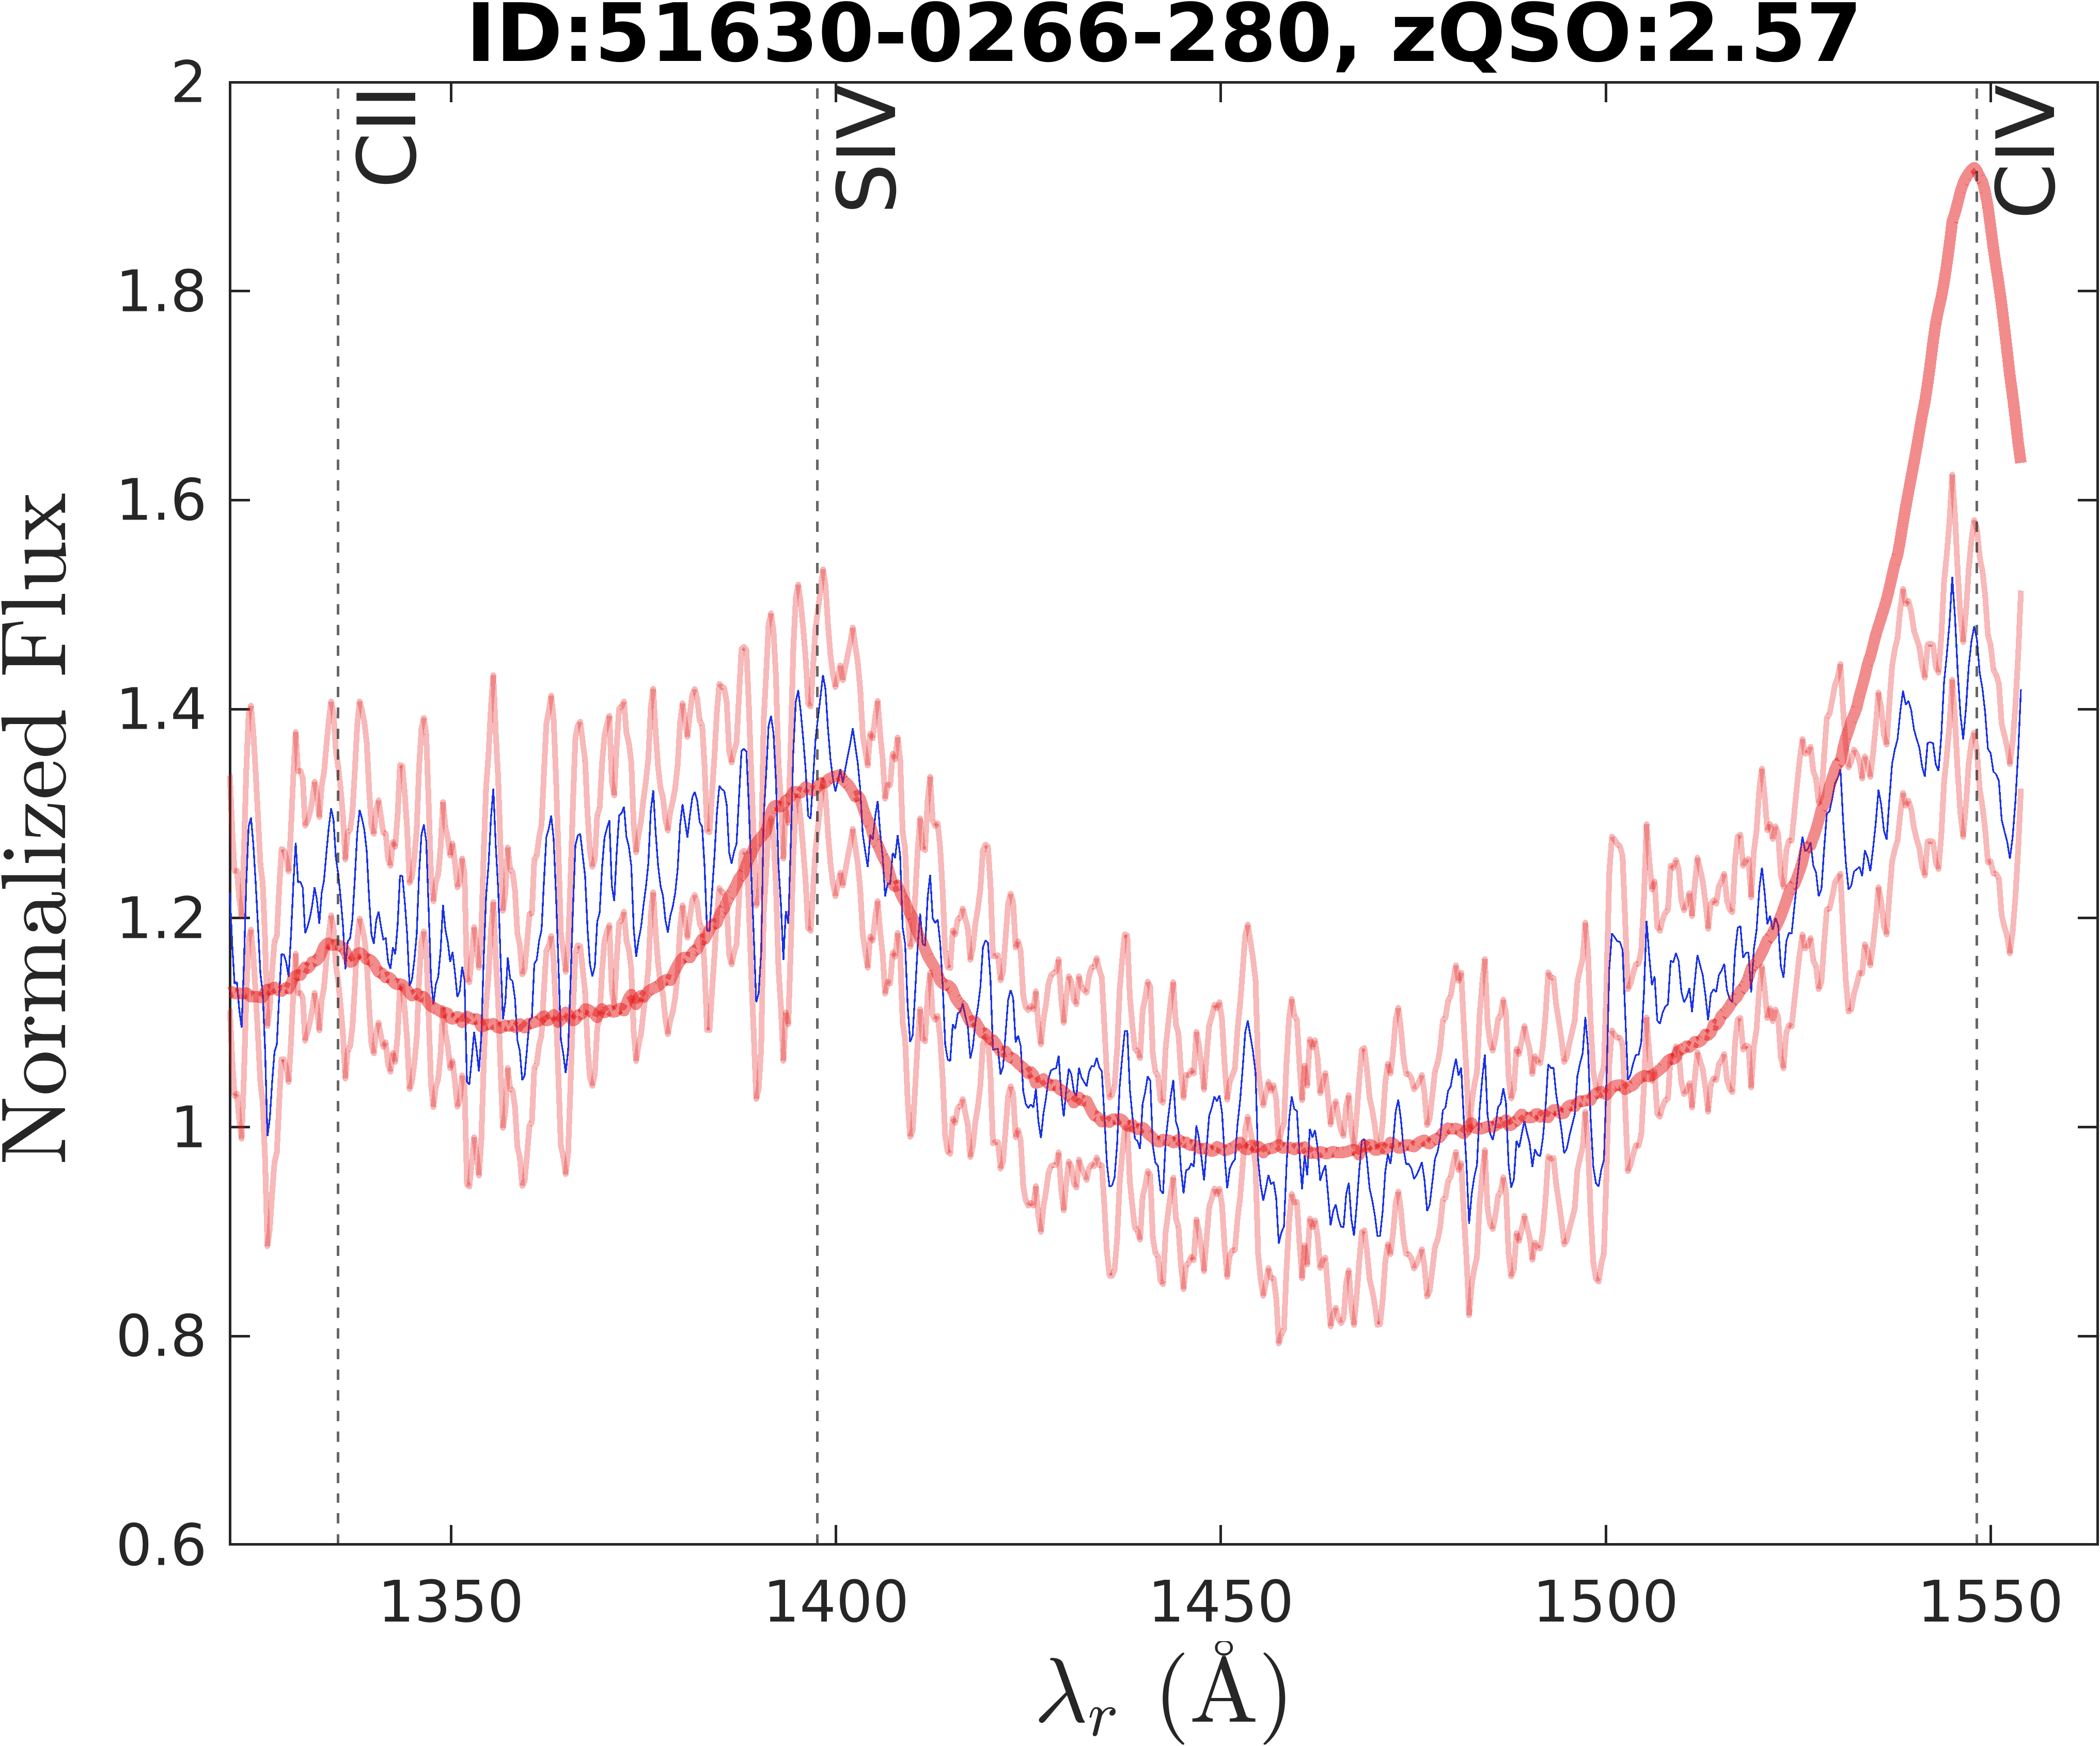 ID:51630-0266-280, zQSO:2.57
CII
SIV
CIV
Normalized Flux
2
1.8
1.6
1.4
1.2
1
0.8
0.6
1350 1400 1450 1500 1550
λr (Å)